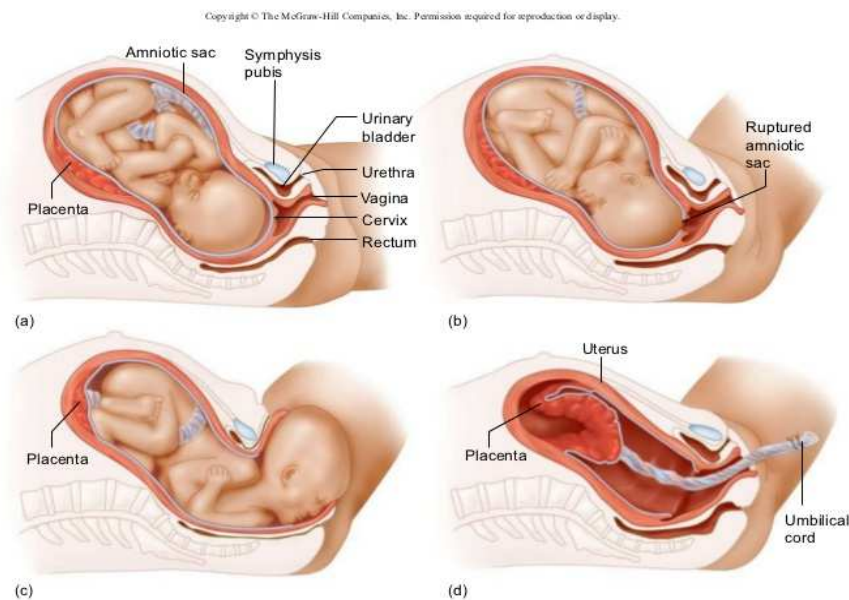 Copyright © The McGraw-Hill Companies, Inc. Permission required for reproduction or display.
Amniotic sac
Symphysis
pubis
Urinary
bladder
Urethra
Vagina
Cervix
Rectum
Placenta
(a)
Ruptured
amniotic
sac
(b)
Placenta
(c)
Uterus
Placenta
Umbilical
cord
(d)